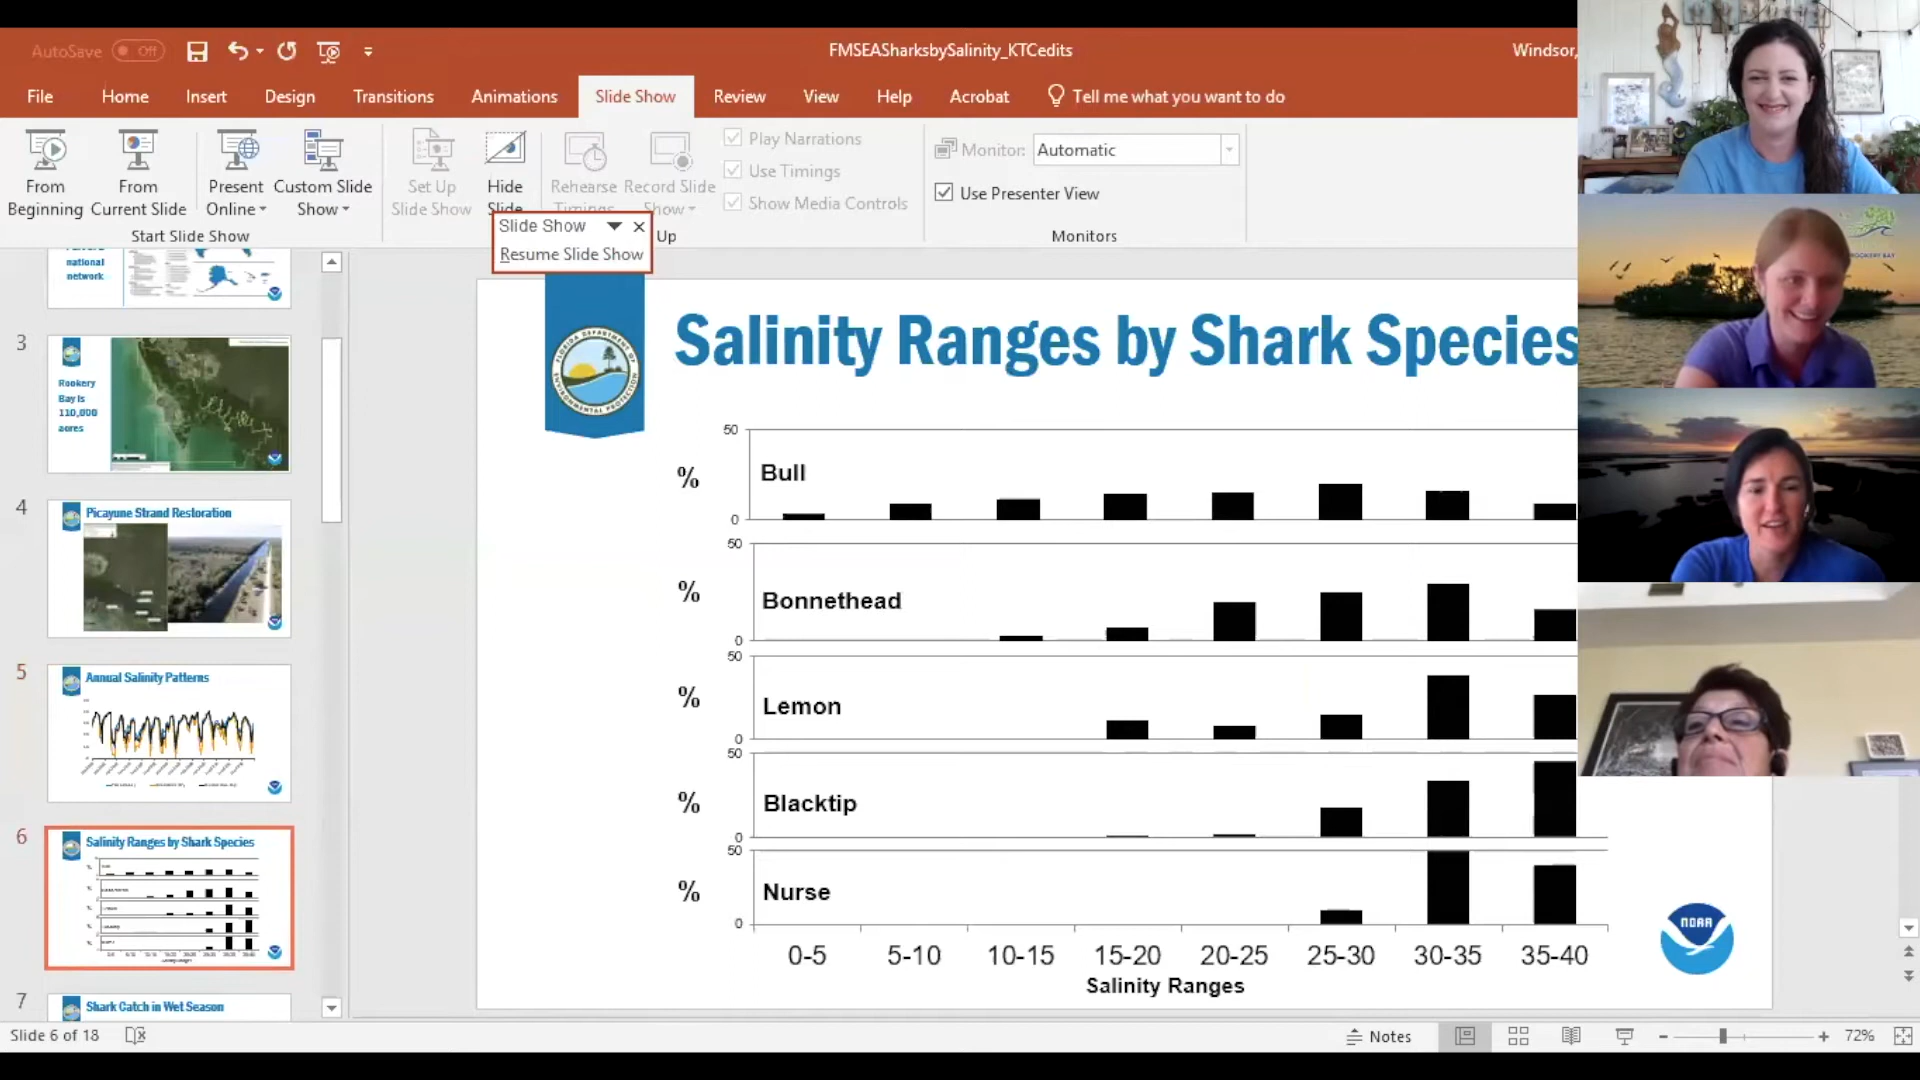 AutoSave Off
FMSEASharksbySalinity_KTCedits
Windsor,
File Home Insert Design Transitions Animations Slide Show Review View Help Acrobat Tell me what you want to do
From Beginning
From Current Slide
Present Online
Custom Slide Show
Set Up Slide Show
Hide Slide
Rehearse Timings
Record Slide Show
Play Narrations
Use Timings
Show Media Controls
Monitor: Automatic
Use Presenter View
Start Slide Show
Up
Monitors
Slide Show
Resume Slide Show
national
network
3
Rookery
Bay is
110,000
acres
4
Picayune Strand Restoration
5
Annual Salinity Patterns
6
Salinity Ranges by Shark Species
7
Shark Catch in Wet Season
FLORIDA DEPARTMENT OF
ENVIRONMENTAL PROTECTION
Salinity Ranges by Shark Species
50
% Bull
0
50
% Bonnethead
0
50
% Lemon
0
50
% Blacktip
0
50
% Nurse
0
0-5 5-10 10-15 15-20 20-25 25-30 30-35 35-40
Salinity Ranges
NOAA
ROOKERY BAY
Slide 6 of 18
Notes
72%